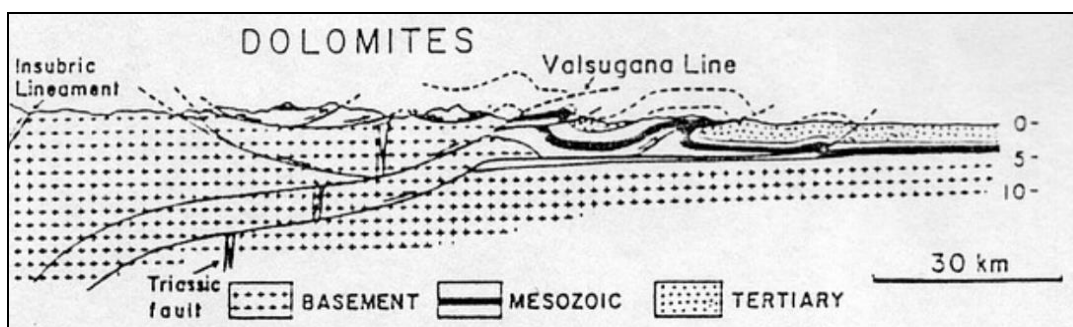 DOLOMITES
Insubric
Lineament
Valsugana Line
0-
5-
10-
30 km
Triassic
fault
BASEMENT
MESOZOIC
TERTIARY